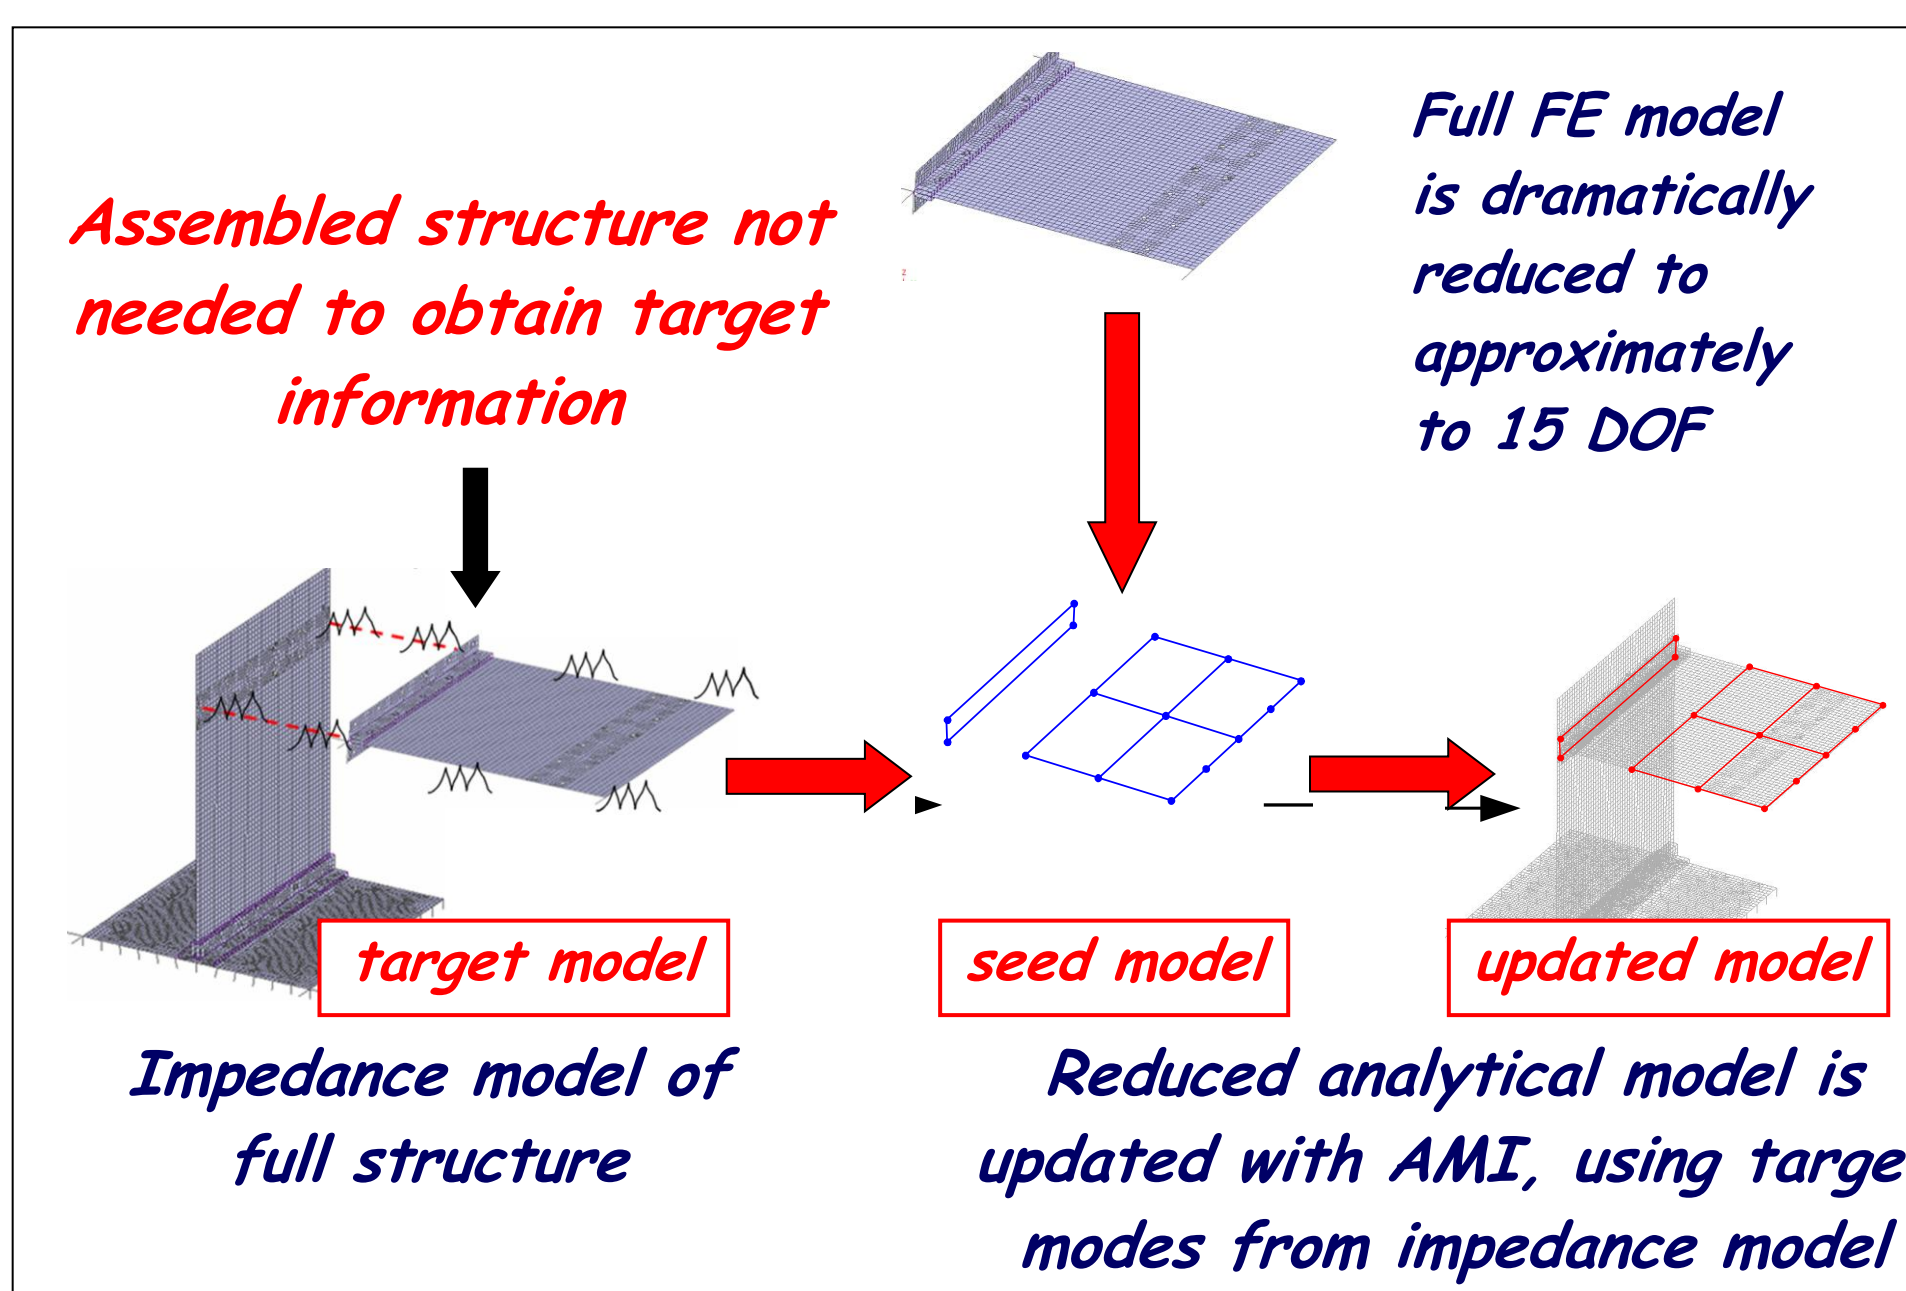 Full FE model
is dramatically
reduced to
approximately
to 15 DOF
Assembled structure not
needed to obtain target
information
z
target model
seed model
updated model
Impedance model of
full structure
Reduced analytical model is
updated with AMI, using targe
modes from impedance model